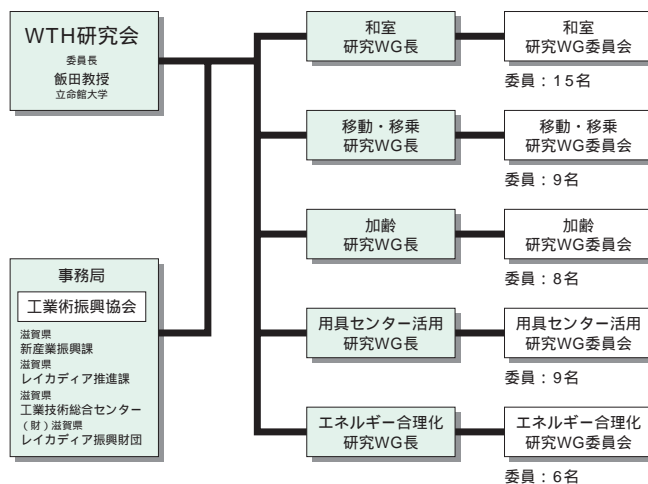 WTH研究会
委員長
飯田教授
立命館大学
事務局
工業術振興協会
滋賀県
新産業振興課
滋賀県
レイカディア推進課
滋賀県
工業技術総合センター
(財)滋賀県
レイカディア振興財団
和室
研究WG長
和室
研究WG委員会
委員:15名
移動・移乗
研究WG長
移動・移乗
研究WG委員会
委員:9名
加齢
研究WG長
加齢
研究WG委員会
委員:8名
用具センター活用
研究WG長
用具センター活用
研究WG委員会
委員:9名
エネルギー合理化
研究WG長
エネルギー合理化
研究WG委員会
委員:6名